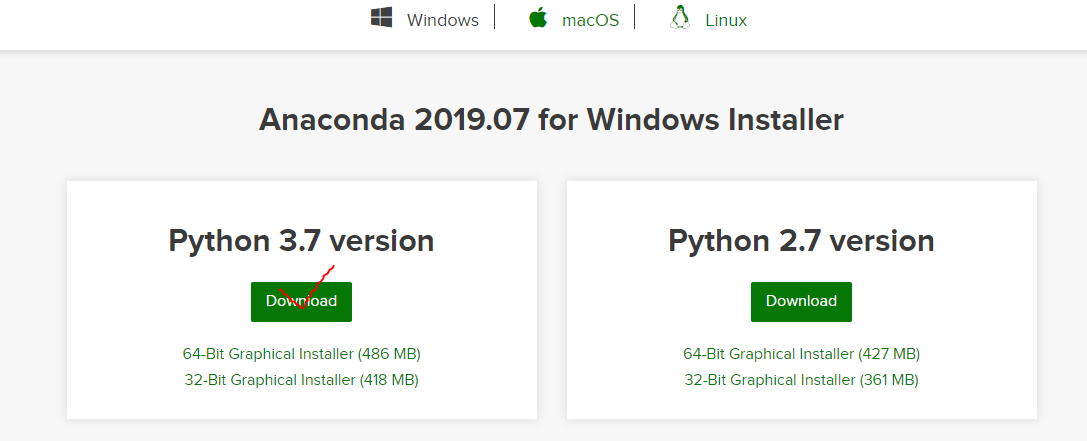 Windows macOS Linux
Anaconda 2019.07 for Windows Installer
Python 3.7 version
Download
64-Bit Graphical Installer (486 MB)
32-Bit Graphical Installer (418 MB)
Python 2.7 version
Download
64-Bit Graphical Installer (427 MB)
32-Bit Graphical Installer (361 MB)